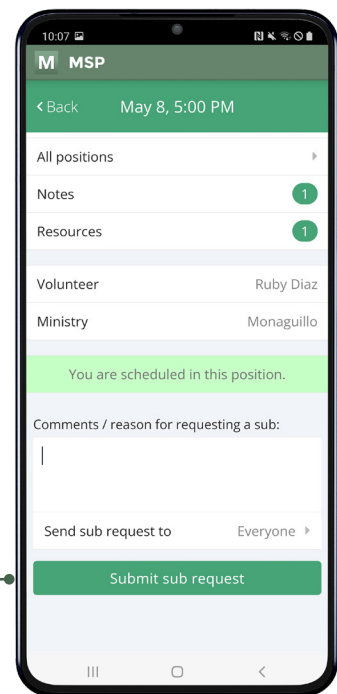 10:07
M MSP
Back May 8, 5:00 PM
All positions
Notes 1
Resources 1
Volunteer Ruby Diaz
Ministry Monaguillo
You are scheduled in this position.
Comments / reason for requesting a sub:
Send sub request to Everyone
Submit sub request